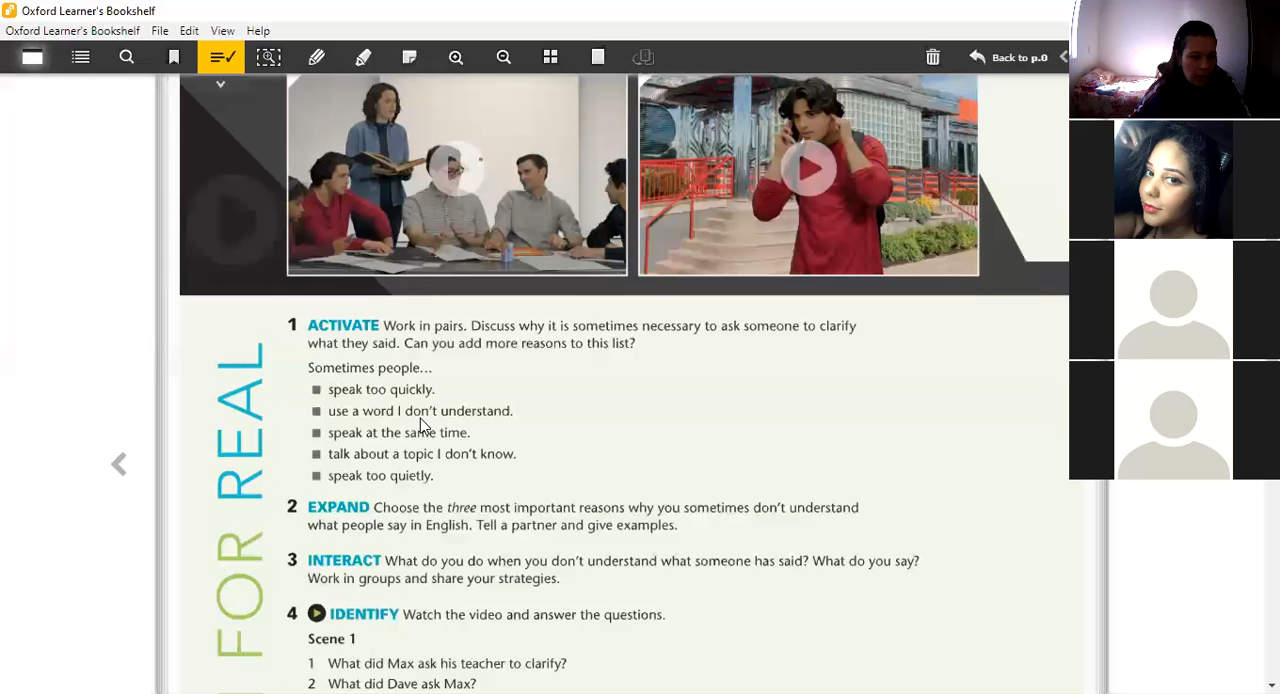 Oxford Learner's Bookshelf
Oxford Learner's Bookshelf File Edit View Help
Back to p.0
1 ACTIVATE Work in pairs. Discuss why it is sometimes necessary to ask someone to clarify
what they said. Can you add more reasons to this list?
Sometimes people…
■ speak too quickly.
■ use a word I don't understand.
■ speak at the same time.
■ talk about a topic I don't know.
■ speak too quietly.
2 EXPAND Choose the three most important reasons why you sometimes don't understand
what people say in English. Tell a partner and give examples.
3 INTERACT What do you do when you don't understand what someone has said? What do you say?
Work in groups and share your strategies.
4 IDENTIFY Watch the video and answer the questions.
Scene 1
1 What did Max ask his teacher to clarify?
2 What did Dave ask Max?
FOR REAL